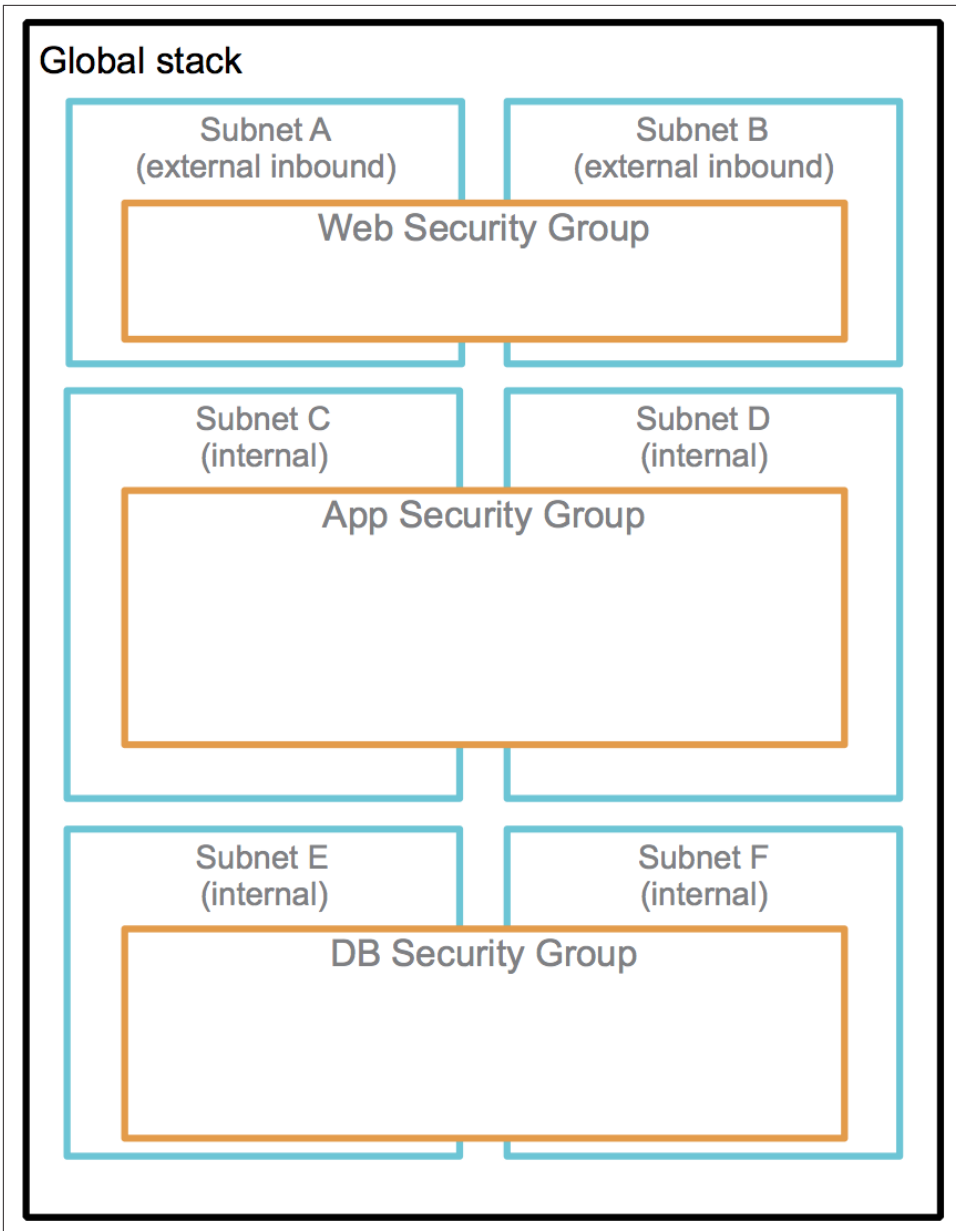 Global stack
Subnet A
(external inbound)
Subnet B
(external inbound)
Web Security Group
Subnet C
(internal)
Subnet D
(internal)
App Security Group
Subnet E
(internal)
Subnet F
(internal)
DB Security Group